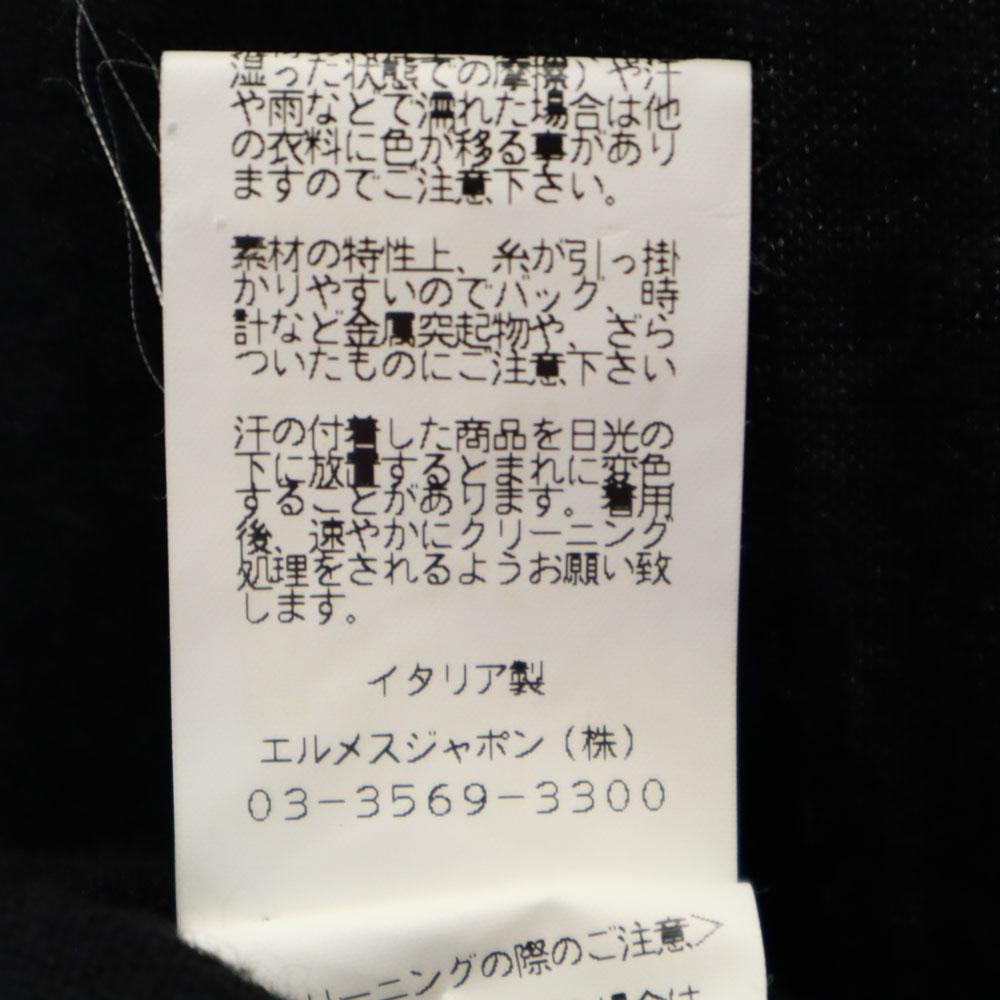 湿った状態での摩擦）や汗
や雨などで濡れた場合は他
の衣料に色が移る事があり
ますのでご注意下さい。
素材の特性上、糸が引っ掛
かりやすいのでバッグ、時
計など金属突起物や、ざら
ついたものにご注意下さい
汗の付着した商品を日光の
下に放置するとまれに変色
することがあります。着用
後、速やかにクリーニング
処理をされるようお願い致
します。
イタリア製
エルメスジャポン（株）
03-3569-3300
リーニングの際のご注意＞
場合は